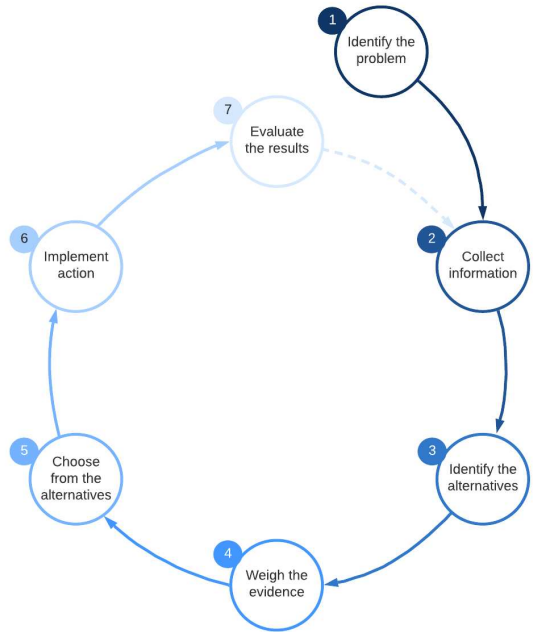 1
Identify the
problem
2
Collect
information
3
Identify the
alternatives
4
Weigh the
evidence
5
Choose
from the
alternatives
6
Implement
action
7
Evaluate
the results